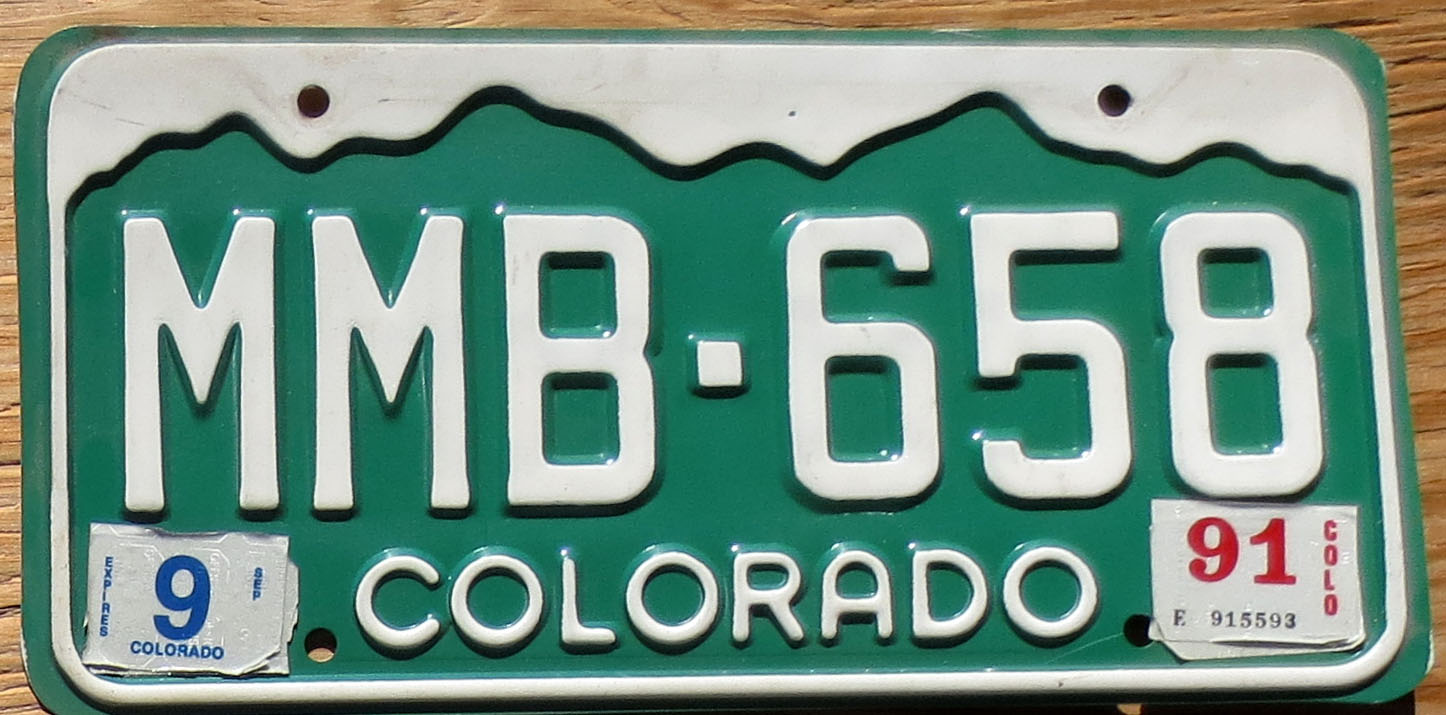 MMB·658
EXPIRES 9 SEP
COLORADO
COLORADO
91 COLO
E 915593